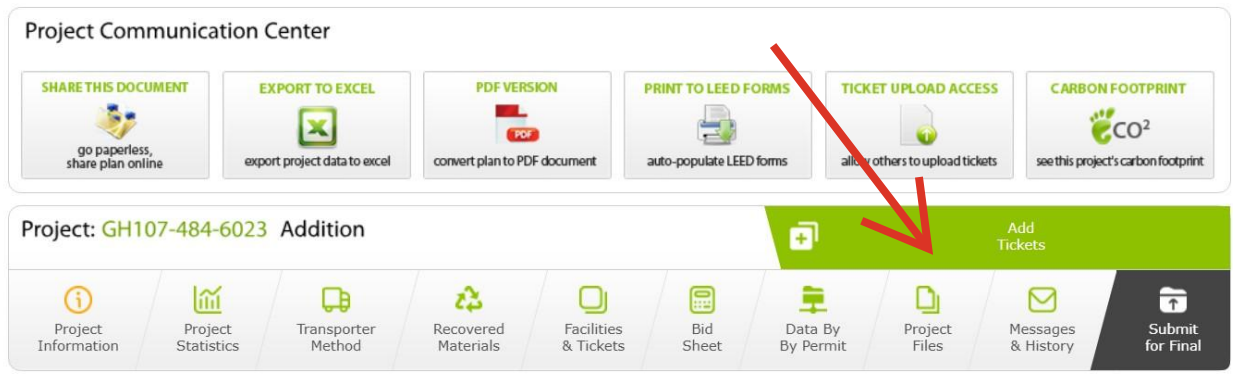 Project Communication Center
SHARE THIS DOCUMENT
go paperless,
share plan online
EXPORT TO EXCEL
export project data to excel
PDF VERSION
PDF
convert plan to PDF document
PRINT TO LEED FORMS
auto-populate LEED forms
TICKET UPLOAD ACCESS
allow others to upload tickets
CARBON FOOTPRINT
CO²
see this project's carbon footprint
Project: GH107-484-6023 Addition
Add
Tickets
Project
Information
Project
Statistics
Transporter
Method
Recovered
Materials
Facilities
& Tickets
Bid
Sheet
Data By
By Permit
Project
Files
Messages
& History
Submit
for Final